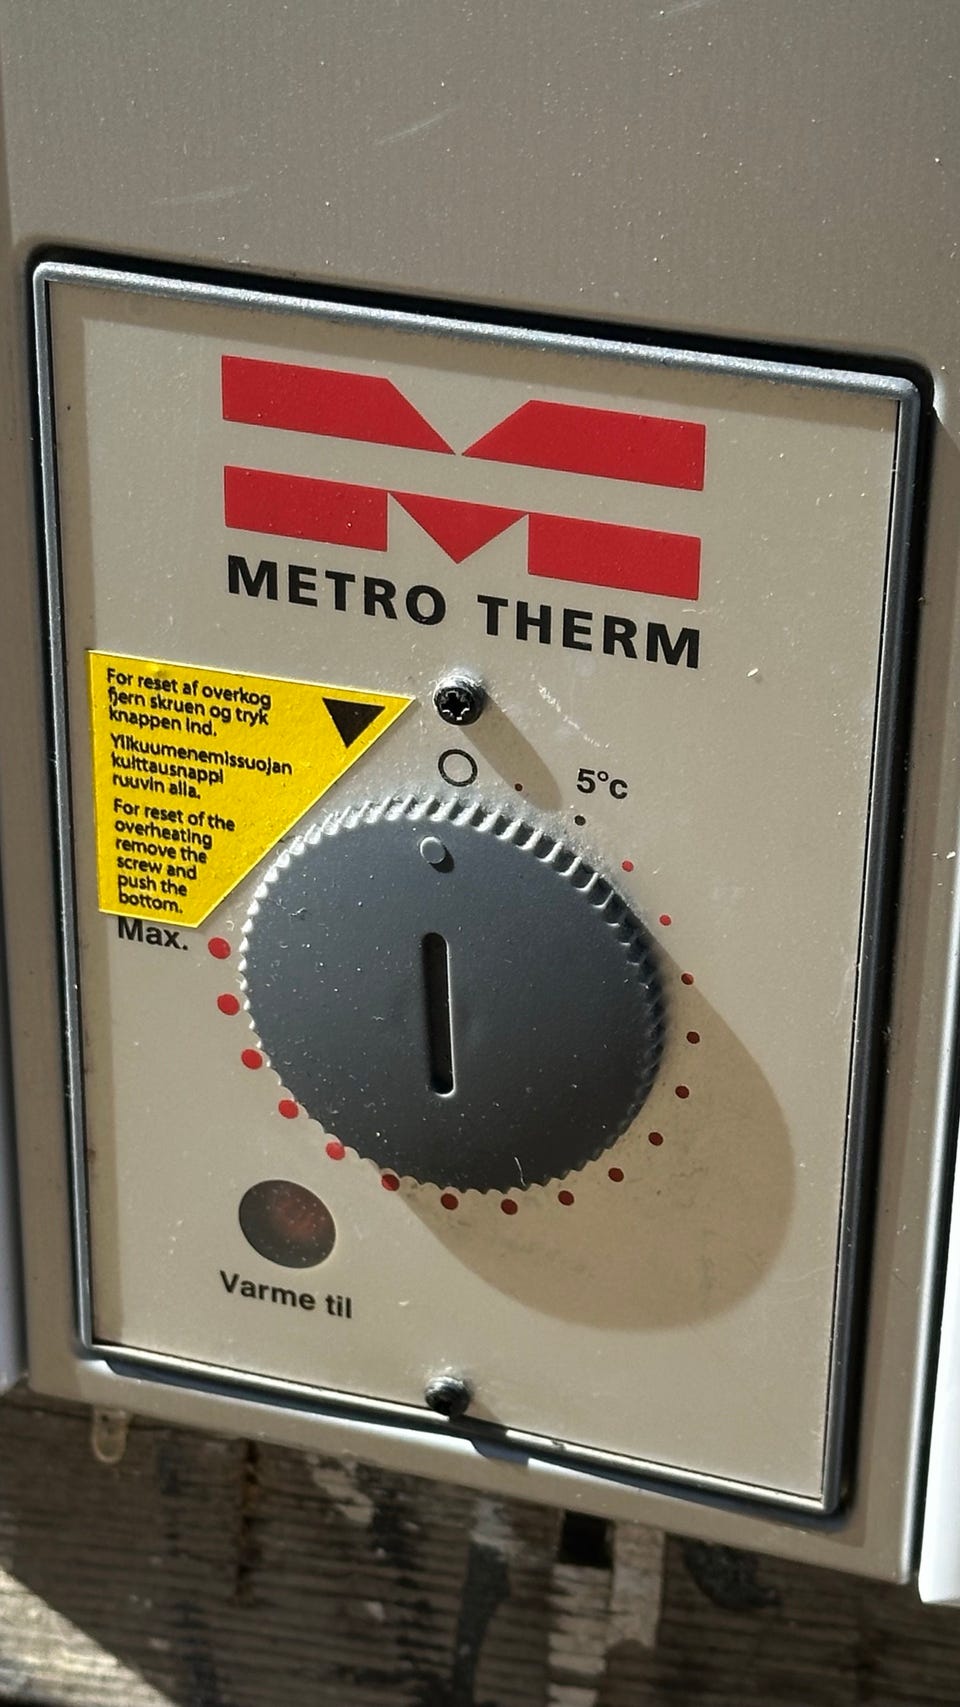 METRO THERM
For reset af overkog
fjern skruen og tryk
knappen ind.
Ylikuumenemissuojan
kuittausnappi
ruuvin alla.
For reset of the
overheating
remove the
screw and
push the
bottom.
5°c
Max.
Varme til